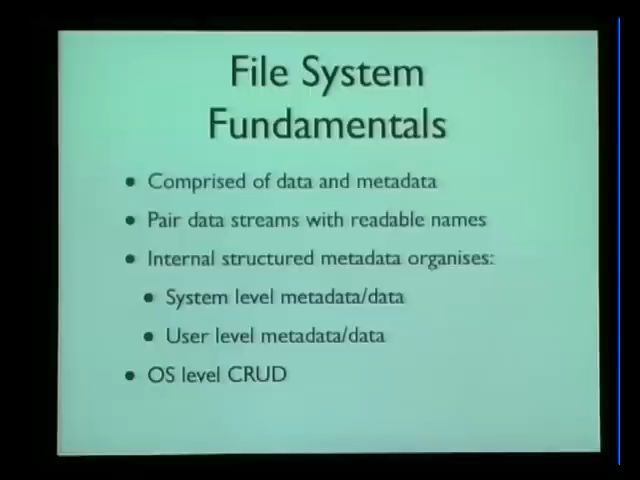 File System
Fundamentals
Comprised of data and metadata
Pair data streams with readable names
Internal structured metadata organises:
System level metadata/data
User level metadata/data
OS level CRUD